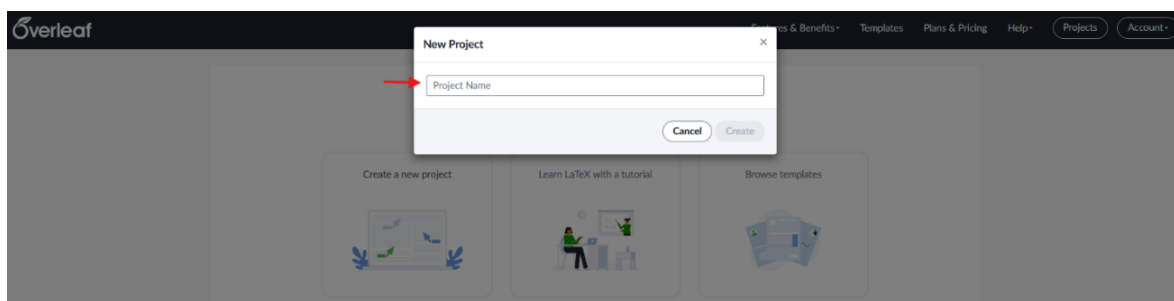 Overleaf
Features & Benefits
Templates
Plans & Pricing
Help
Projects
Account
New Project
×
Project Name
Cancel
Create
Create a new project
Learn LaTeX with a tutorial
Browse templates